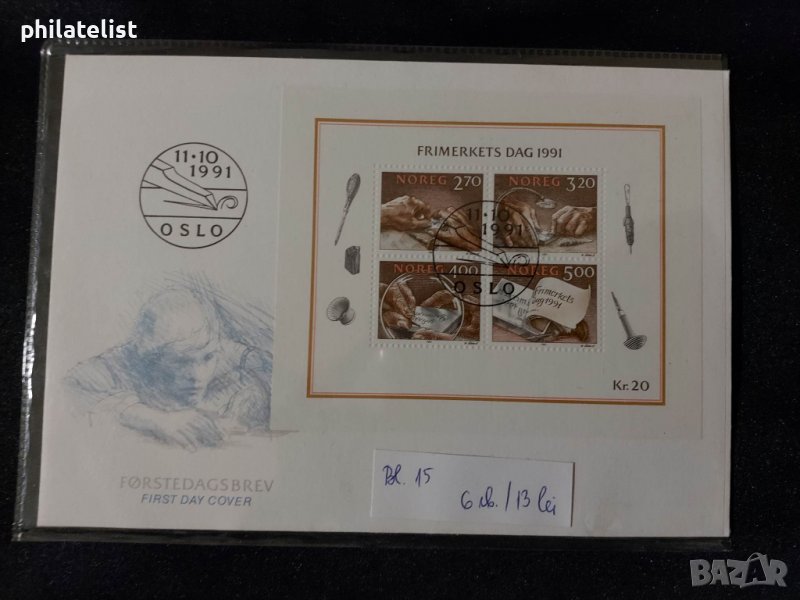 philatelist
11·10
1991
OSLO
FRIMERKETS DAG 1991
NOREG 2,70
NOREG 3,20
11·10
1991
OSLO
NOREG 4,00
NOREG 5,00
Frimerkets
dag 1991
Kr. 20
FØRSTEDAGSBREV
FIRST DAY COVER
Bl. 15
6 лв. / 13 lei
BAZAR